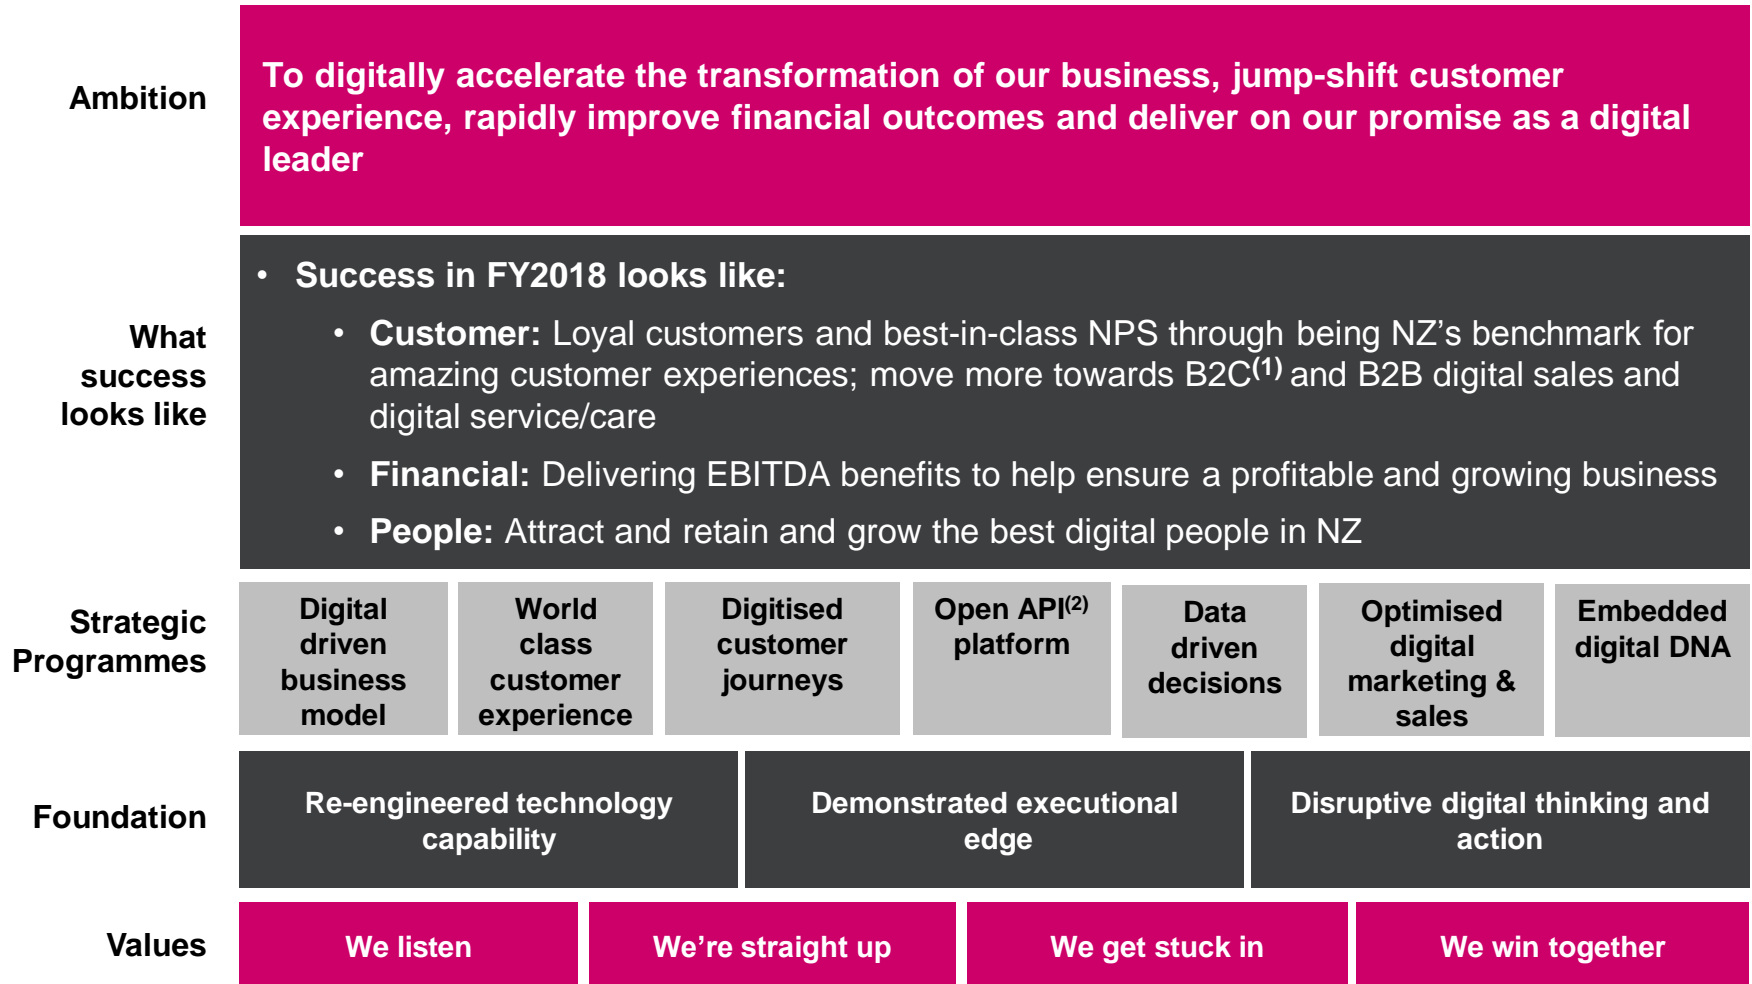 Ambition
To digitally accelerate the transformation of our business, jump-shift customer
experience, rapidly improve financial outcomes and deliver on our promise as a digital
leader
What
success
looks like
• Success in FY2018 looks like:
• Customer: Loyal customers and best-in-class NPS through being NZ’s benchmark for
amazing customer experiences; move more towards B2C(1) and B2B digital sales and
digital service/care
• Financial: Delivering EBITDA benefits to help ensure a profitable and growing business
• People: Attract and retain and grow the best digital people in NZ
Strategic
Programmes
Digital
driven
business
model
World
class
customer
experience
Digitised
customer
journeys
Open API(2)
platform
Data
driven
decisions
Optimised
digital
marketing &
sales
Embedded
digital DNA
Foundation
Re-engineered technology
capability
Demonstrated executional
edge
Disruptive digital thinking and
action
Values
We listen
We’re straight up
We get stuck in
We win together